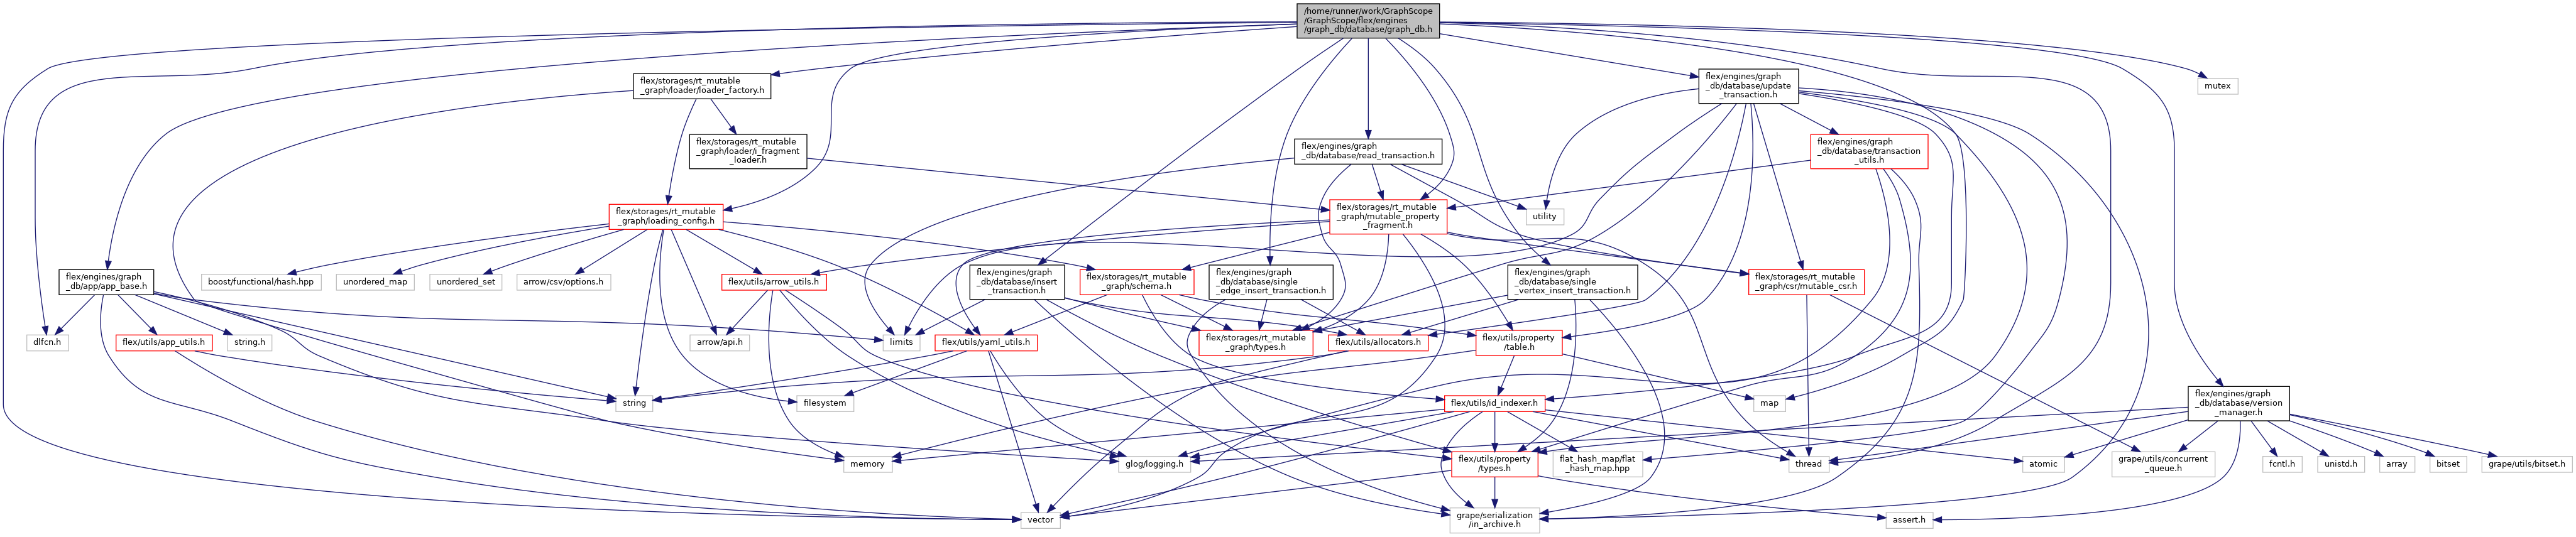 /home/runner/work/GraphScope
/GraphScope/flex/engines
/graph_db/database/graph_db.h
flex/storages/rt_mutable
_graph/loader/loader_factory.h
flex/engines/graph
_db/database/update
_transaction.h
mutex
flex/storages/rt_mutable
_graph/loader/i_fragment
_loader.h
flex/engines/graph
_db/database/read_transaction.h
flex/engines/graph
_db/database/transaction
_utils.h
flex/storages/rt_mutable
_graph/loading_config.h
flex/storages/rt_mutable
_graph/mutable_property
_fragment.h
utility
flex/engines/graph
_db/app/app_base.h
boost/functional/hash.hpp
unordered_map
unordered_set
arrow/csv/options.h
flex/utils/arrow_utils.h
flex/engines/graph
_db/database/insert
_transaction.h
flex/storages/rt_mutable
_graph/schema.h
flex/engines/graph
_db/database/single
_edge_insert_transaction.h
flex/engines/graph
_db/database/single
_vertex_insert_transaction.h
flex/storages/rt_mutable
_graph/csr/mutable_csr.h
dlfcn.h
flex/utils/app_utils.h
string.h
arrow/api.h
limits
flex/utils/yaml_utils.h
flex/storages/rt_mutable
_graph/types.h
flex/utils/allocators.h
flex/utils/property
/table.h
string
filesystem
flex/utils/id_indexer.h
map
flex/engines/graph
_db/database/version
_manager.h
memory
glog/logging.h
flex/utils/property
/types.h
flat_hash_map/flat
_hash_map.hpp
thread
atomic
grape/utils/concurrent
_queue.h
fcntl.h
unistd.h
array
bitset
grape/utils/bitset.h
vector
grape/serialization
/in_archive.h
assert.h